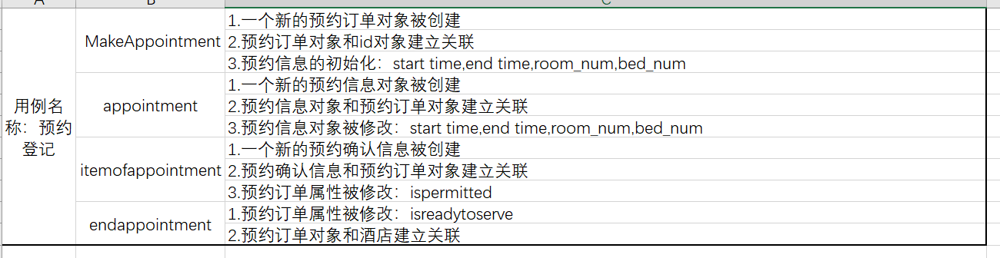 A
B
C
用例名
称：预约
登记
MakeAppointment
1.一个新的预约订单对象被创建
2.预约订单对象和id对象建立关联
3.预约信息的初始化：start time,end time,room_num,bed_num
appointment
1.一个新的预约信息对象被创建
2.预约信息对象和预约订单对象建立关联
3.预约信息对象被修改：start time,end time,room_num,bed_num
itemofappointment
1.一个新的预约确认信息被创建
2.预约确认信息和预约订单对象建立关联
3.预约订单属性被修改：ispermitted
endappointment
1.预约订单属性被修改：isreadytoserve
2.预约订单对象和酒店建立关联